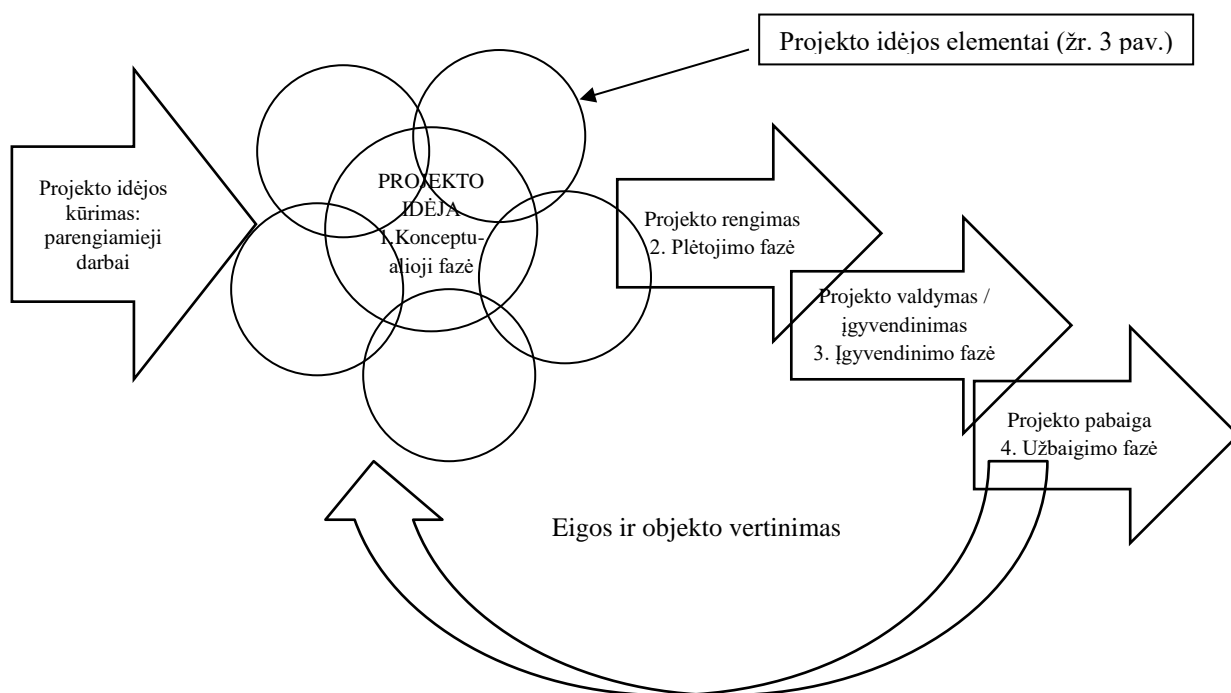 Projekto idėjos elementai (žr. 3 pav.)
Projekto idėjos
kūrimas:
parengiamieji
darbai
PROJEKTO
IDĖJA
1.Konceptu-
alioji fazė
Projekto rengimas
2. Plėtojimo fazė
Projekto valdymas /
įgyvendinimas
3. Įgyvendinimo fazė
Projekto pabaiga
4. Užbaigimo fazė
Eigos ir objekto vertinimas